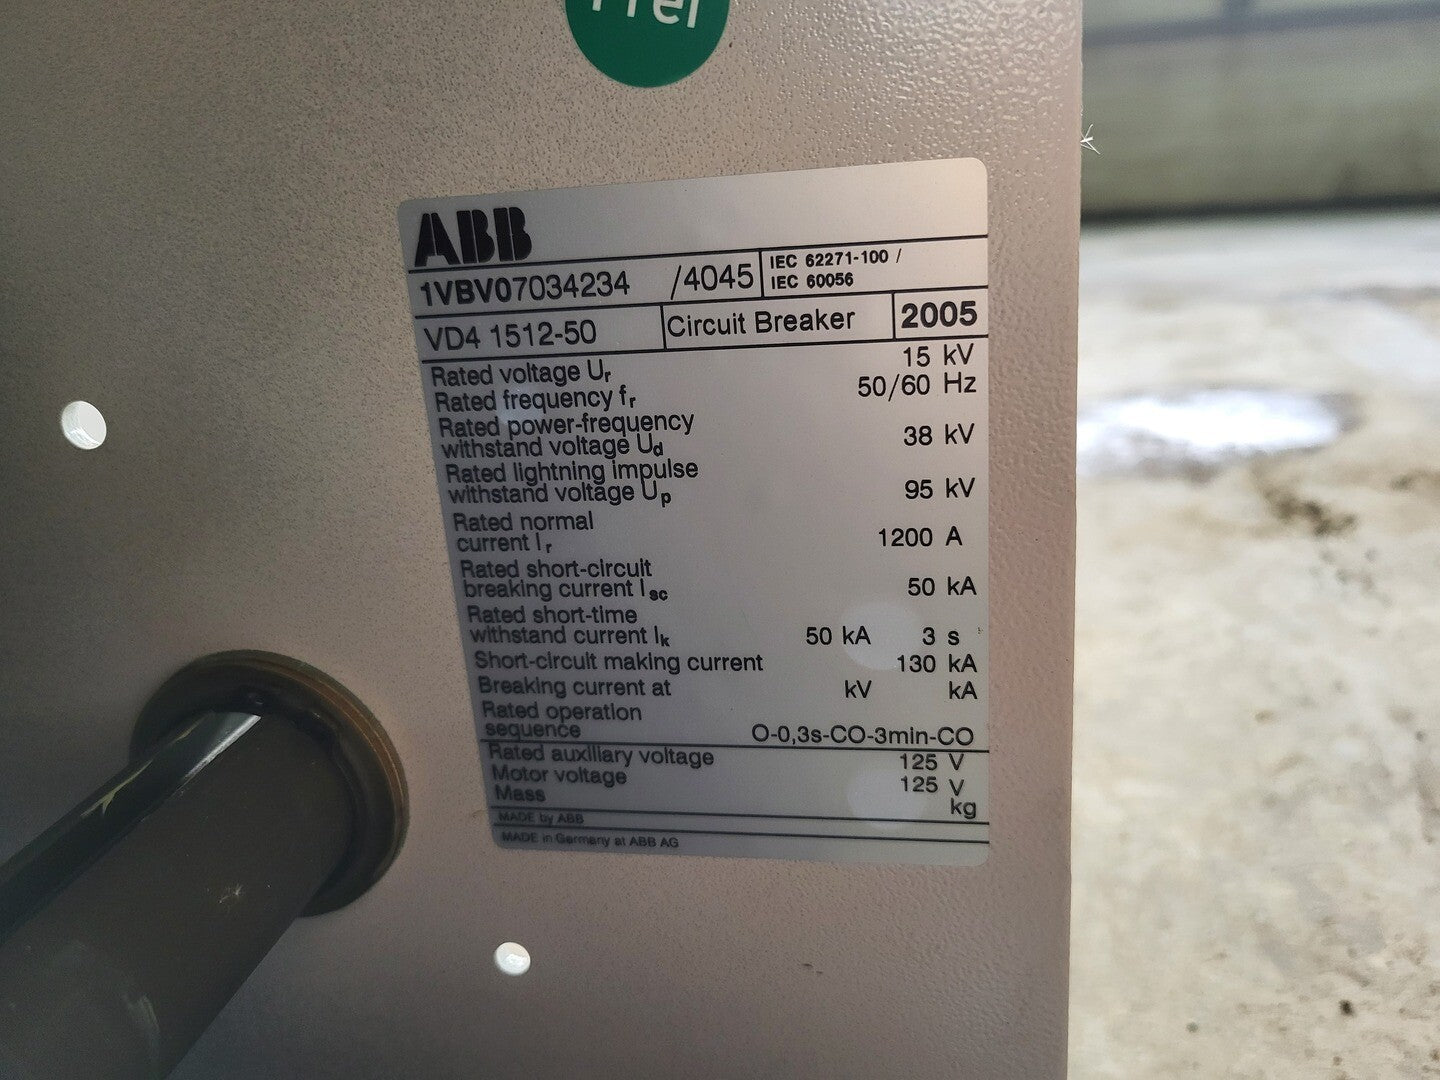 Frei
ABB
1VBV07034234 /4045 IEC 62271-100 /
IEC 60056
VD4 1512-50 Circuit Breaker 2005
Rated voltage Ur 15 kV
Rated frequency fr 50/60 Hz
Rated power-frequency
withstand voltage Ud 38 kV
Rated lightning impulse
withstand voltage Up 95 kV
Rated normal
current Ir 1200 A
Rated short-circuit
breaking current Isc 50 kA
Rated short-time
withstand current Ik 50 kA 3 s
Short-circuit making current 130 kA
Breaking current at kV kA
Rated operation
sequence O-0,3s-CO-3min-CO
Rated auxiliary voltage 125 V
Motor voltage 125 V
Mass kg
MADE by ABB
MADE in Germany at ABB AG